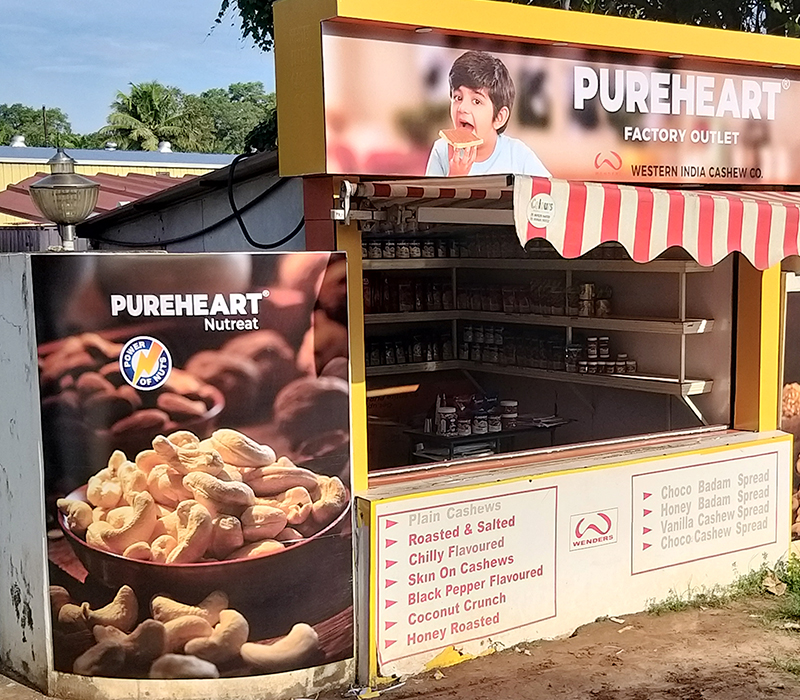 PUREHEART®
FACTORY OUTLET
WESTERN INDIA CASHEW CO.
Colours
PUREHEART®
Nutreat
POWER OF NUTS
Plain Cashews
Roasted & Salted
Chilly Flavoured
Skin On Cashews
Black Pepper Flavoured
Coconut Crunch
Honey Roasted
WENDERS
Choco Badam Spread
Honey Badam Spread
Vanilla Cashew Spread
Choco Cashew Spread